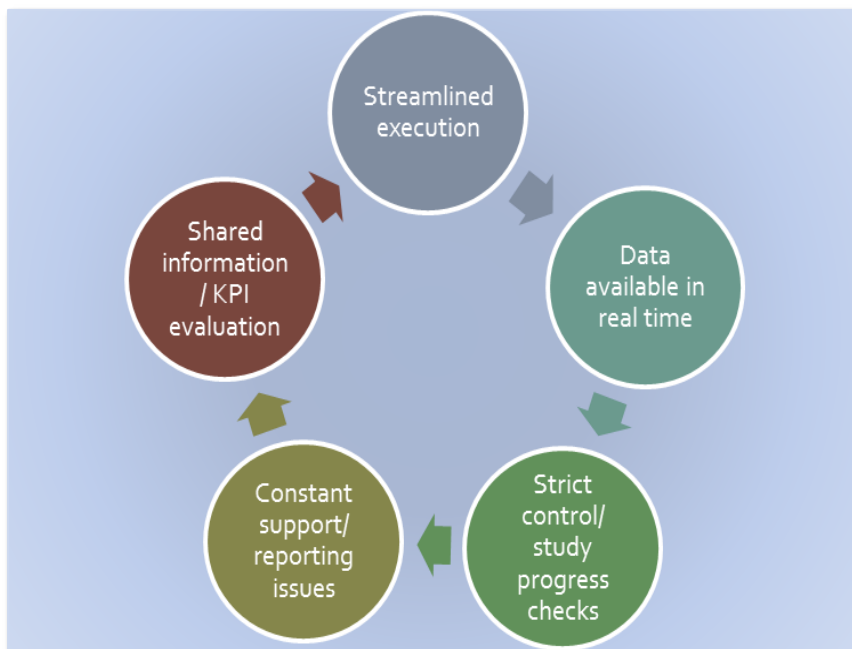 Streamlined
execution
Data
available in
real time
Strict
control/
study
progress
checks
Constant
support/
reporting
issues
Shared
information
/ KPI
evaluation